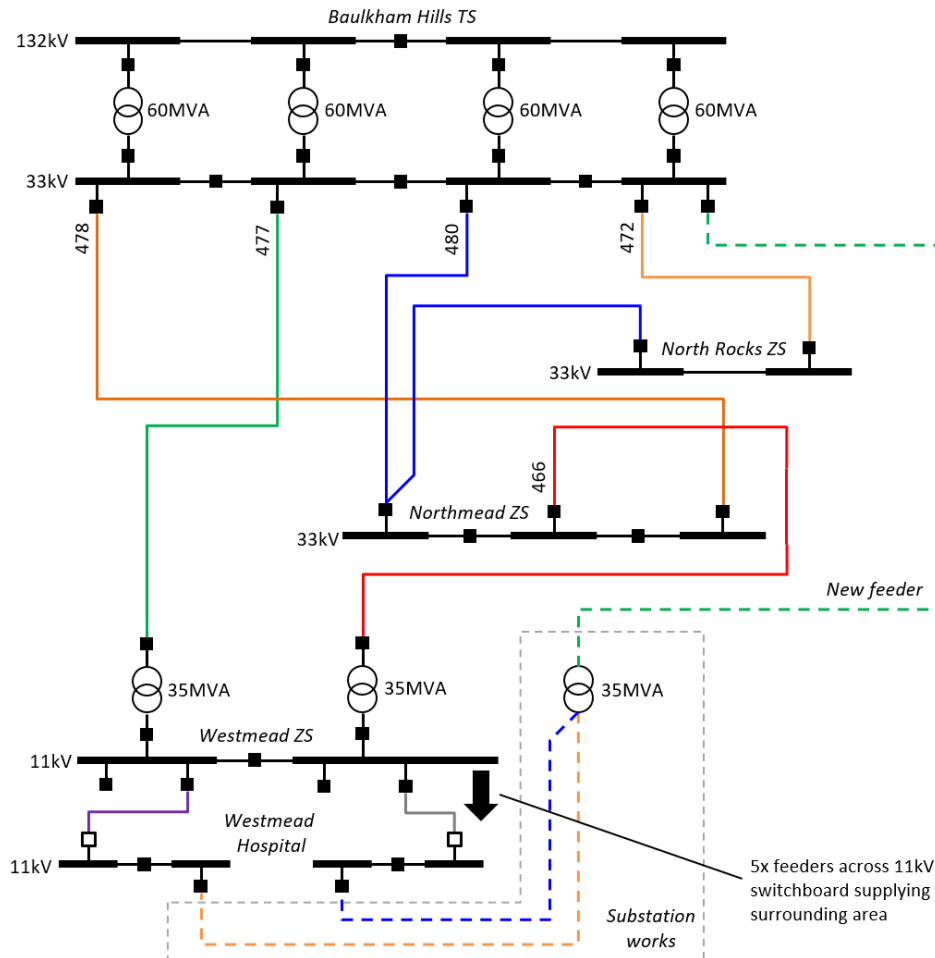 Baulkham Hills TS
132kV
60MVA
60MVA
60MVA
60MVA
33kV
478
477
480
472
North Rocks ZS
33kV
466
Northmead ZS
33kV
New feeder
35MVA
35MVA
35MVA
Westmead ZS
11kV
Westmead
Hospital
11kV
5x feeders across 11kV
switchboard supplying
surrounding area
Substation
works